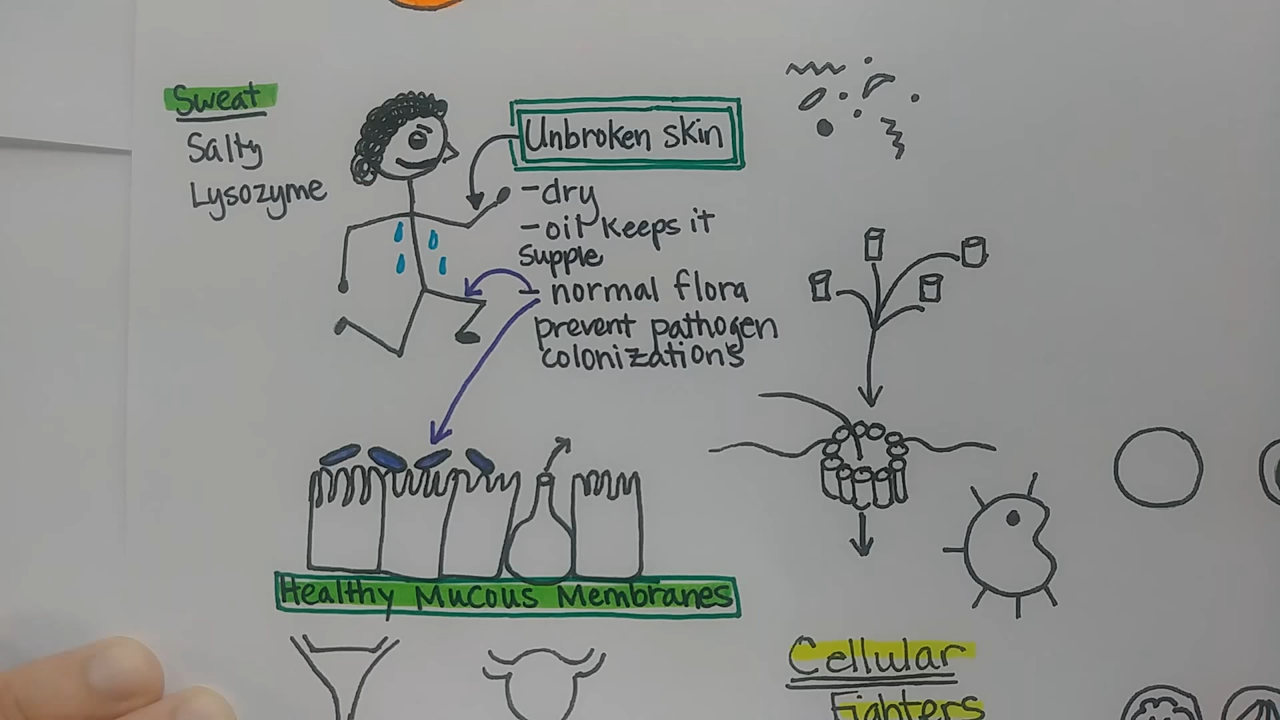 Sweat
Salty
Lysozyme
Unbroken skin
-dry
-oil keeps it
supple
- normal flora
prevent pathogen
colonizations
Healthy Mucous Membranes
Cellular
Fighters